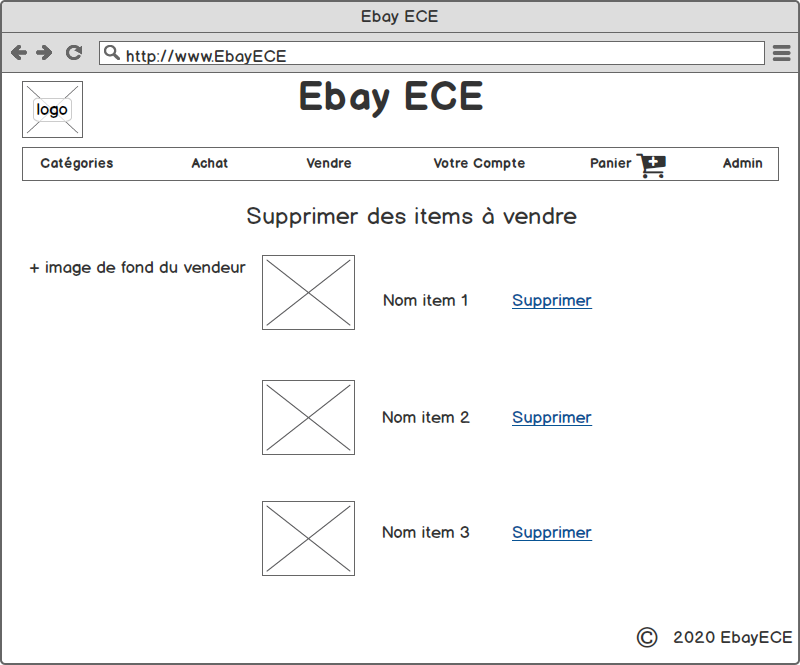 Ebay ECE
http://www.EbayECE
logo
Ebay ECE
Catégories Achat Vendre Votre Compte Panier Admin
Supprimer des items à vendre
+ image de fond du vendeur
Nom item 1 Supprimer
Nom item 2 Supprimer
Nom item 3 Supprimer
© 2020 EbayECE